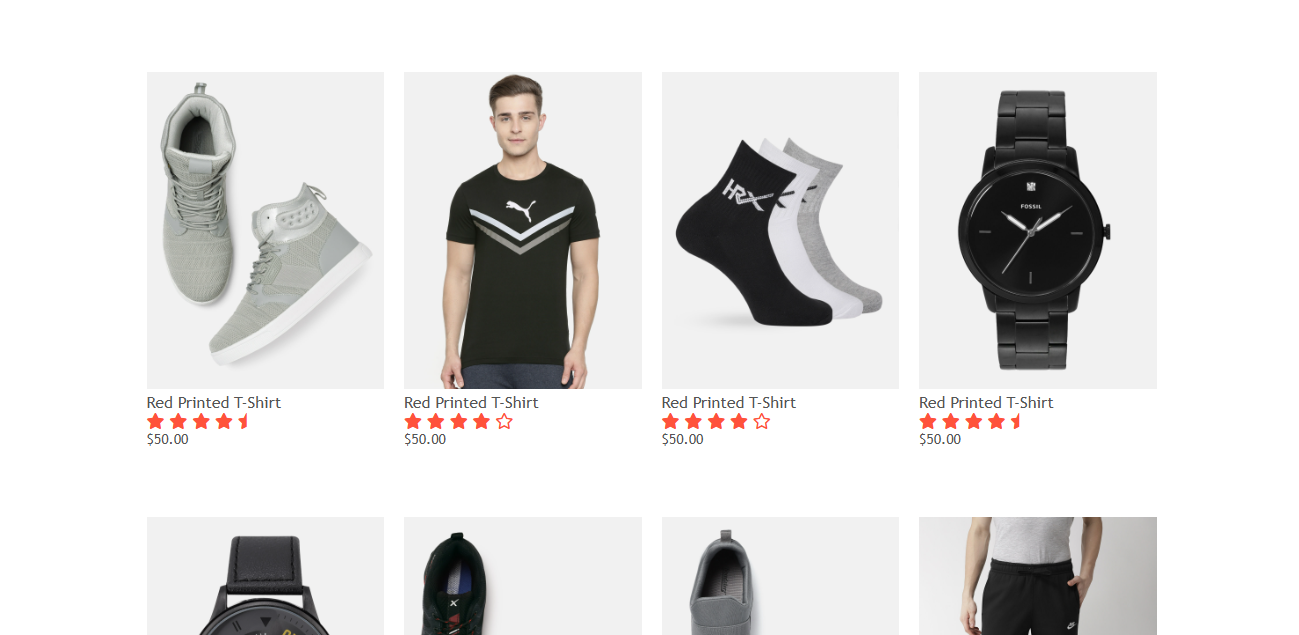 HRX
FOSSIL
Red Printed T-Shirt
Red Printed T-Shirt
Red Printed T-Shirt
Red Printed T-Shirt
$50.00
$50.00
$50.00
$50.00
X